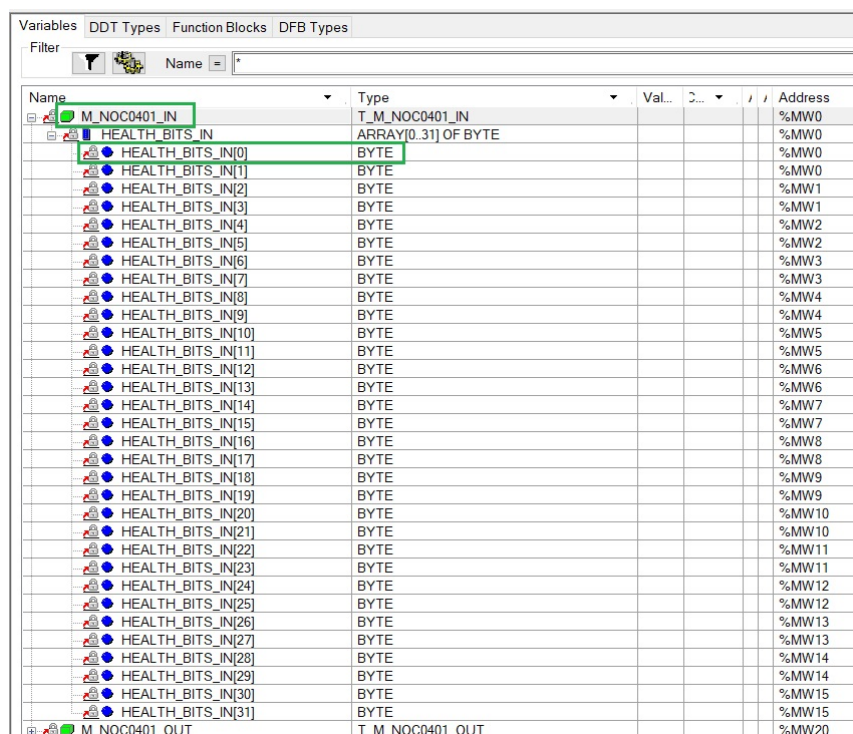 Variables DDT Types Function Blocks DFB Types
Filter
Name = *
Name Type Val... C... Address
M_NOC0401_IN T_M_NOC0401_IN %MW0
HEALTH_BITS_IN ARRAY[0..31] OF BYTE %MW0
HEALTH_BITS_IN[0] BYTE %MW0
HEALTH_BITS_IN[1] BYTE %MW0
HEALTH_BITS_IN[2] BYTE %MW1
HEALTH_BITS_IN[3] BYTE %MW1
HEALTH_BITS_IN[4] BYTE %MW2
HEALTH_BITS_IN[5] BYTE %MW2
HEALTH_BITS_IN[6] BYTE %MW3
HEALTH_BITS_IN[7] BYTE %MW3
HEALTH_BITS_IN[8] BYTE %MW4
HEALTH_BITS_IN[9] BYTE %MW4
HEALTH_BITS_IN[10] BYTE %MW5
HEALTH_BITS_IN[11] BYTE %MW5
HEALTH_BITS_IN[12] BYTE %MW6
HEALTH_BITS_IN[13] BYTE %MW6
HEALTH_BITS_IN[14] BYTE %MW7
HEALTH_BITS_IN[15] BYTE %MW7
HEALTH_BITS_IN[16] BYTE %MW8
HEALTH_BITS_IN[17] BYTE %MW8
HEALTH_BITS_IN[18] BYTE %MW9
HEALTH_BITS_IN[19] BYTE %MW9
HEALTH_BITS_IN[20] BYTE %MW10
HEALTH_BITS_IN[21] BYTE %MW10
HEALTH_BITS_IN[22] BYTE %MW11
HEALTH_BITS_IN[23] BYTE %MW11
HEALTH_BITS_IN[24] BYTE %MW12
HEALTH_BITS_IN[25] BYTE %MW12
HEALTH_BITS_IN[26] BYTE %MW13
HEALTH_BITS_IN[27] BYTE %MW13
HEALTH_BITS_IN[28] BYTE %MW14
HEALTH_BITS_IN[29] BYTE %MW14
HEALTH_BITS_IN[30] BYTE %MW15
HEALTH_BITS_IN[31] BYTE %MW15
M_NOC0401_OUT T_M_NOC0401_OUT %MW20